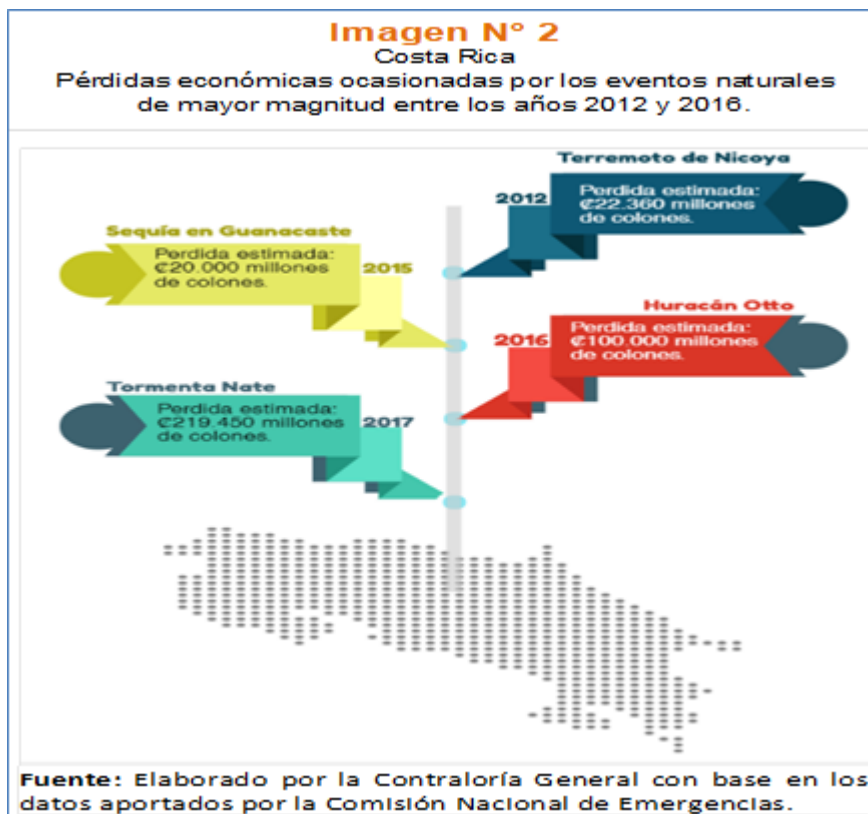 Imagen N° 2
Costa Rica
Pérdidas económicas ocasionadas por los eventos naturales
de mayor magnitud entre los años 2012 y 2016.
Terremoto de Nicoya
2012
Perdida estimada:
₡22.360 millones
de colones.
Sequía en Guanacaste
Perdida estimada:
₡20.000 millones
de colones.
2015
Huracán Otto
2016
Perdida estimada:
₡100.000 millones
de colones.
Tormenta Nate
Perdida estimada:
₡219.450 millones
de colones.
2017
Fuente: Elaborado por la Contraloría General con base en los
datos aportados por la Comisión Nacional de Emergencias.